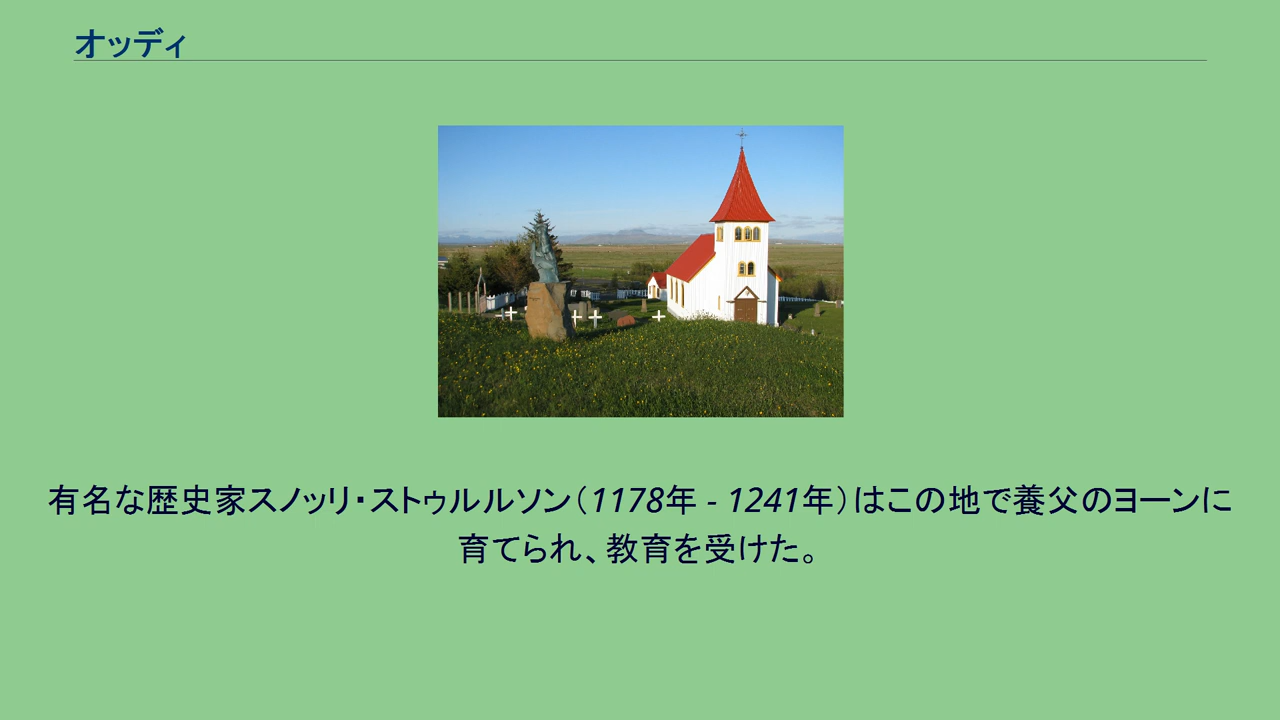 オッディ
有名な歴史家スノッリ・ストゥルルソン（1178年 - 1241年）はこの地で養父のヨーンに
育てられ、教育を受けた。